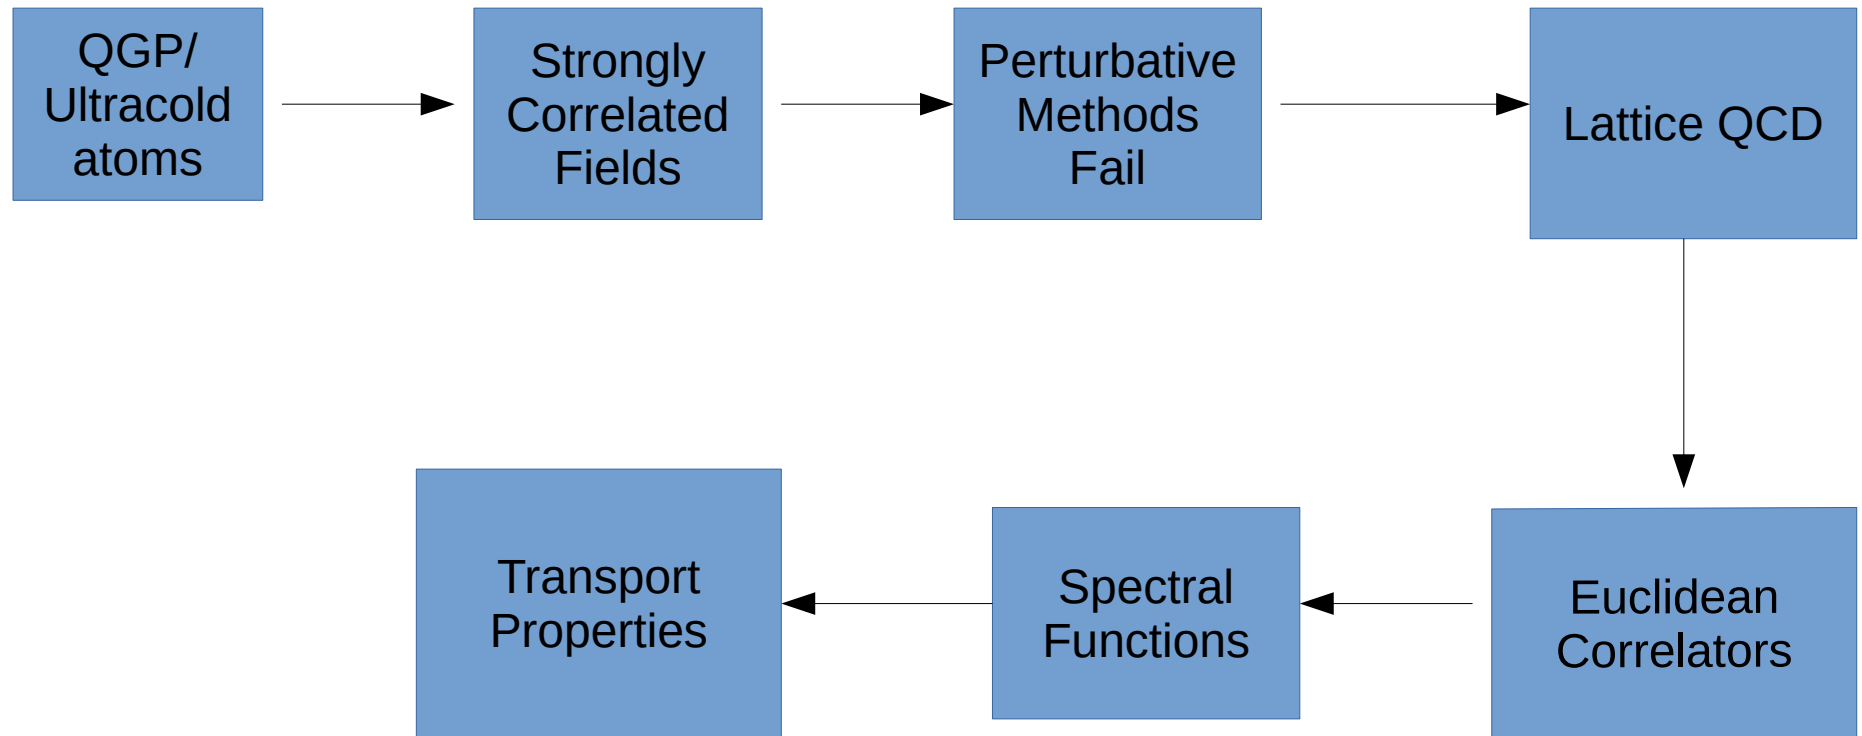 QGP/
Ultracold
atoms
Strongly
Correlated
Fields
Perturbative
Methods
Fail
Lattice QCD
Transport
Properties
Spectral
Functions
Euclidean
Correlators